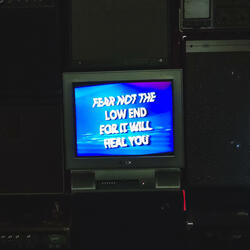 FEAR NOT THE
LOW END
FOR IT WILL
HEAL YOU